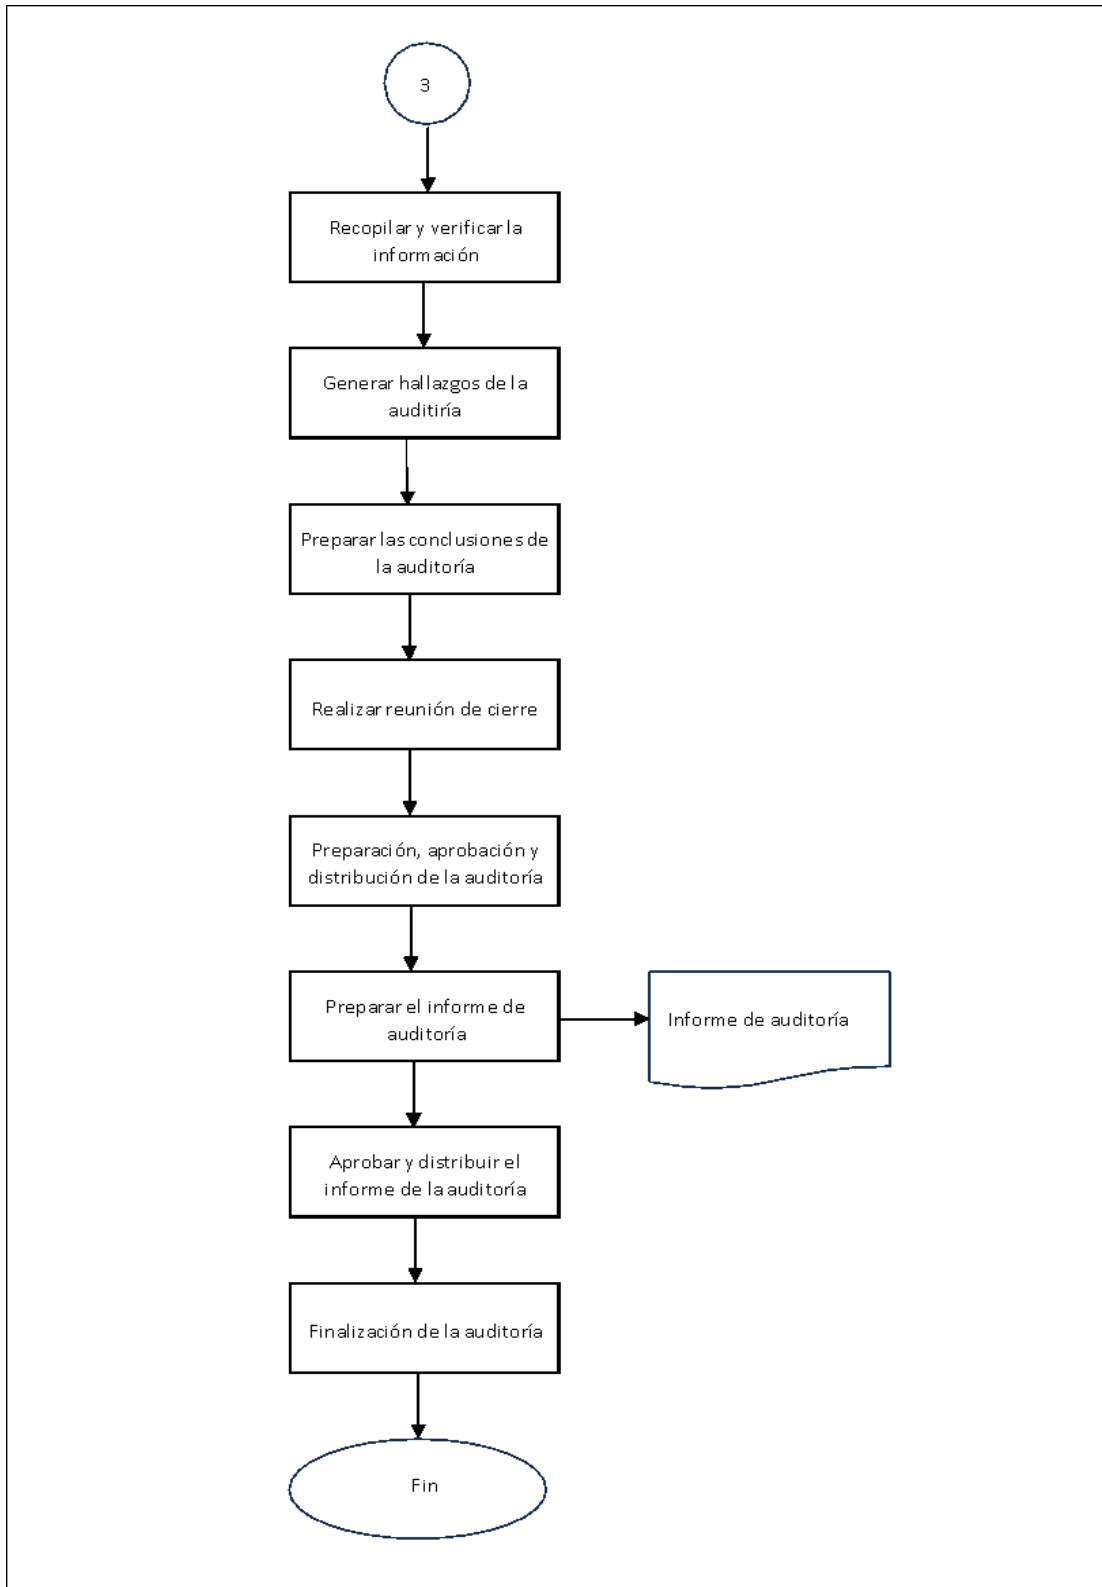 3
Recopilar y verificar la
información
Generar hallazgos de la
auditiría
Preparar las conclusiones de
la auditoría
Realizar reunión de cierre
Preparación, aprobación y
distribución de la auditoría
Preparar el informe de
auditoría
Informe de auditoría
Aprobar y distribuir el
informe de la auditoría
Finalización de la auditoría
Fin